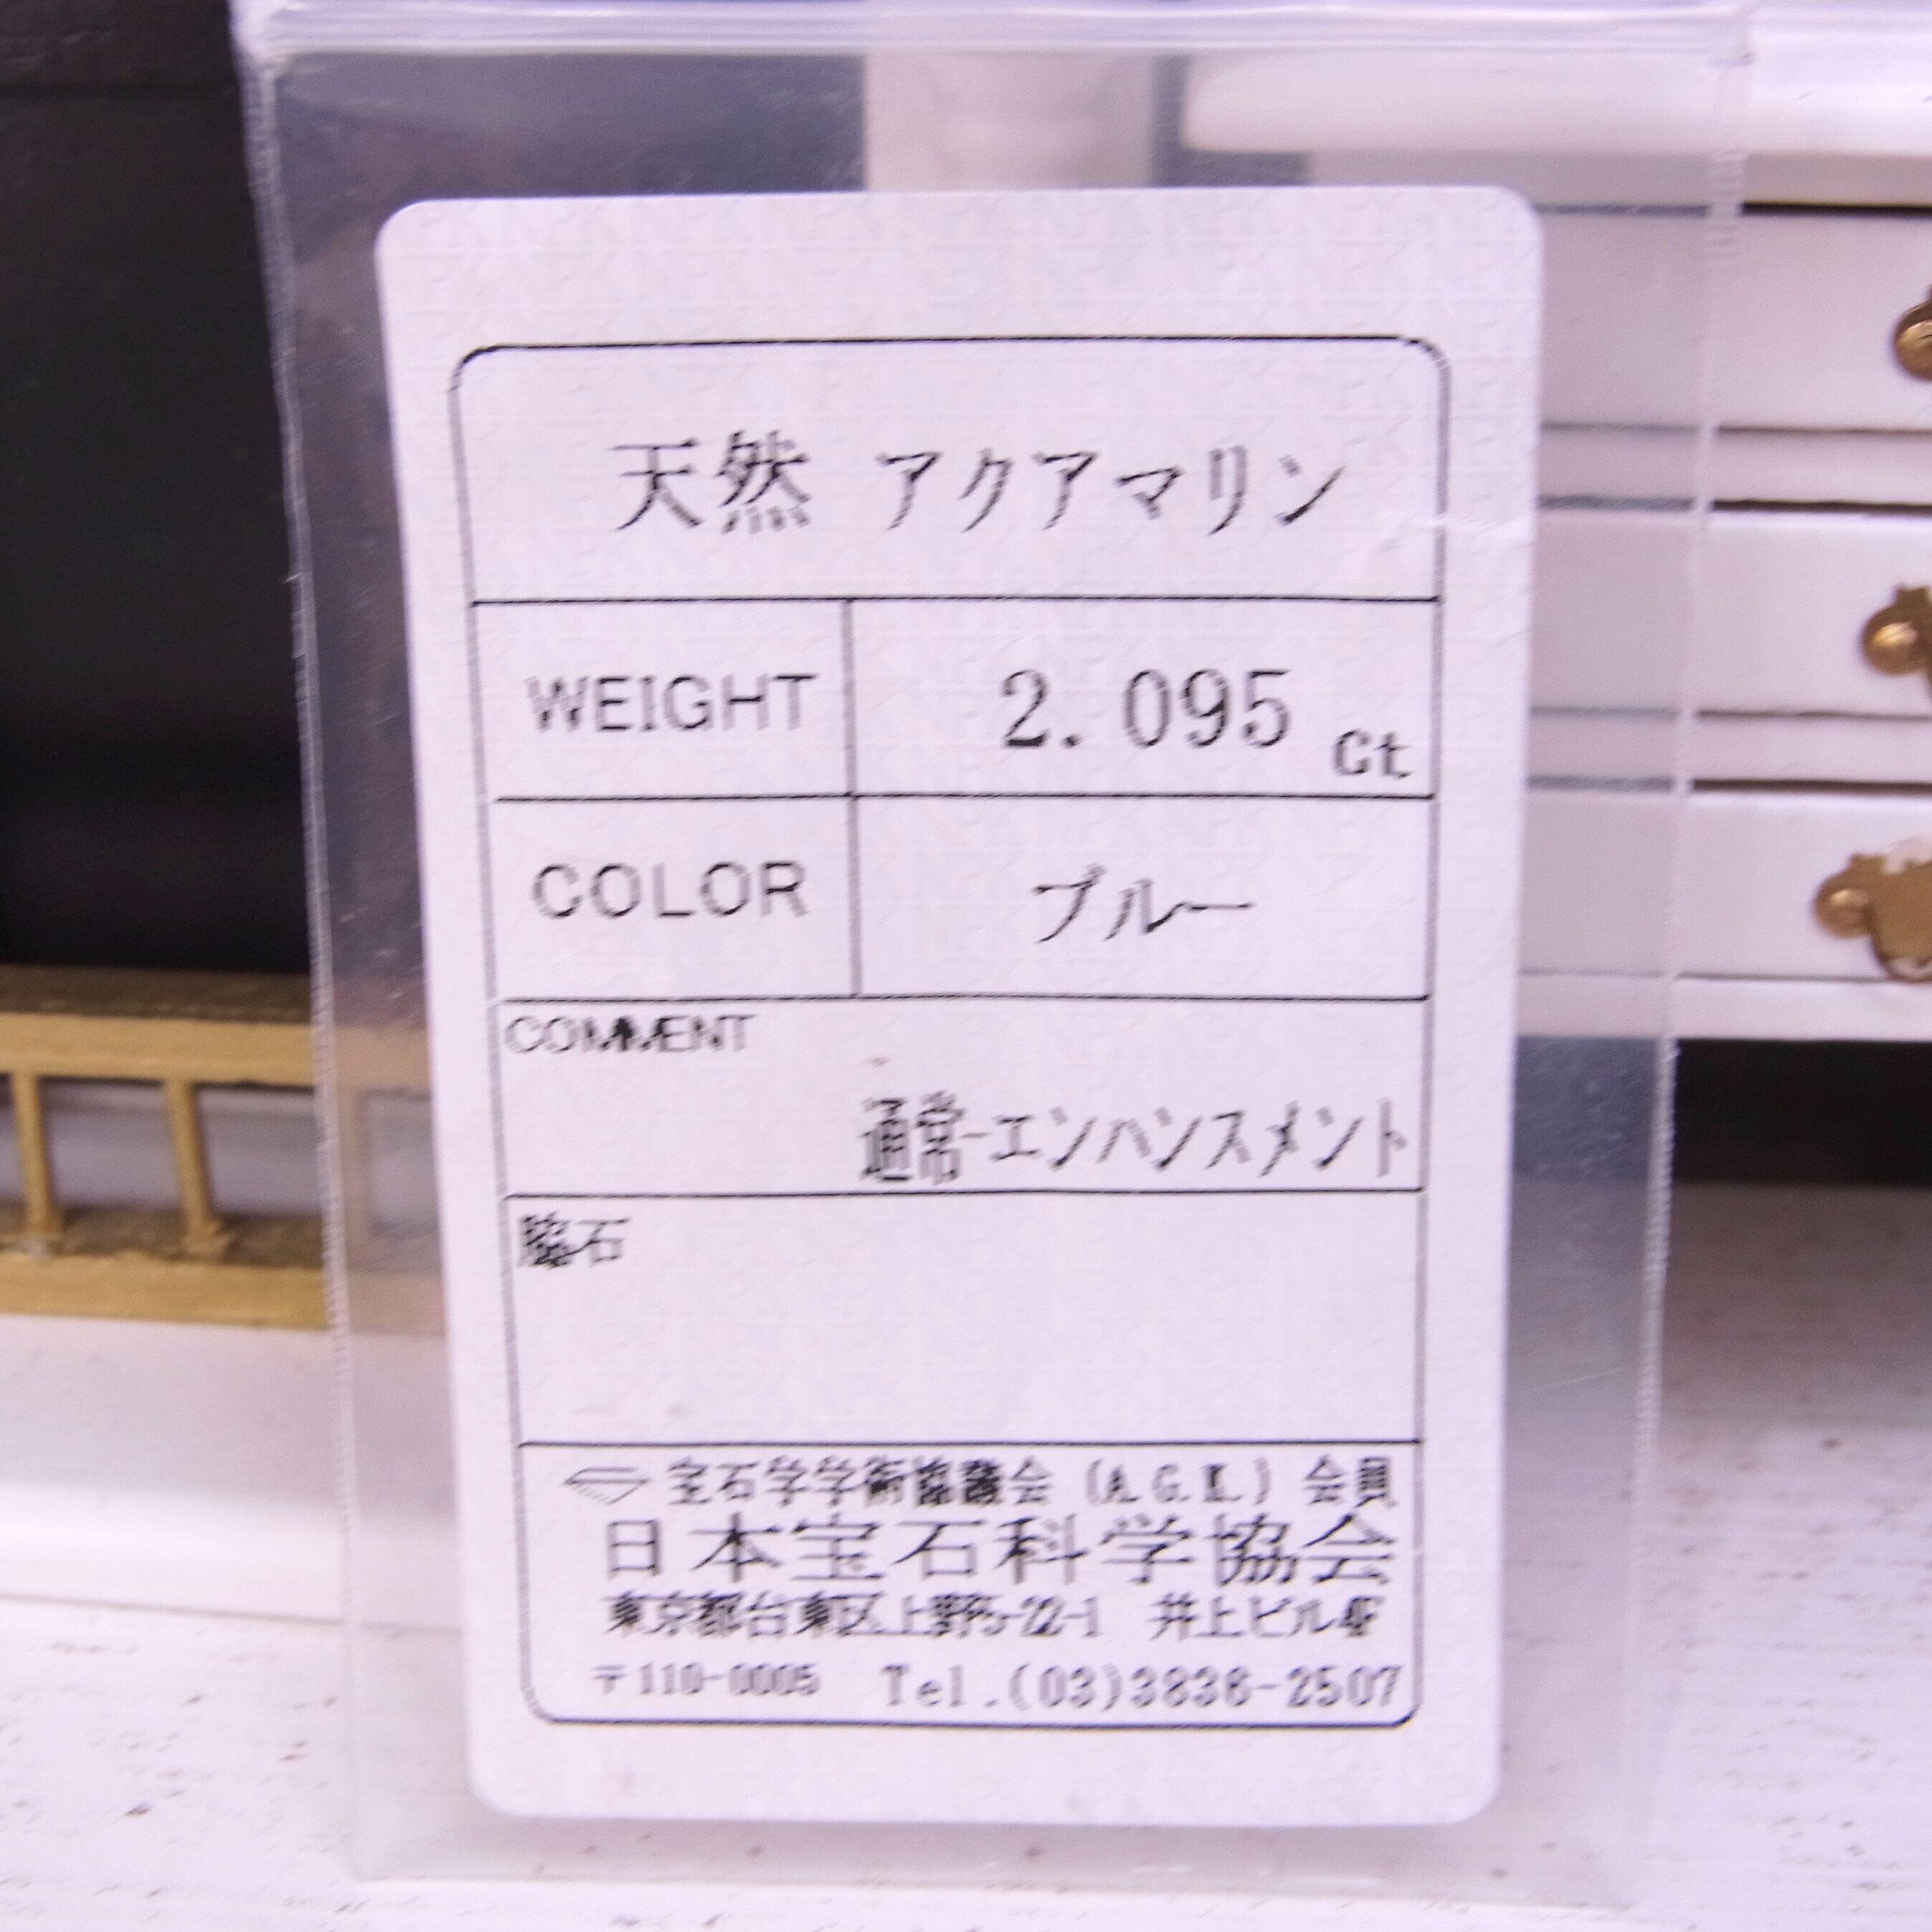 天然 アクアマリン
WEIGHT 2.095 Ct
COLOR ブルー
COMMENT
通常-エンハンスメント
脇石
宝石学学術協議会 (A.G.K.) 会員
日本宝石科学協会
東京都台東区上野5-22-1 井上ビル4F
〒110-0005 Tel.(03)3836-2507